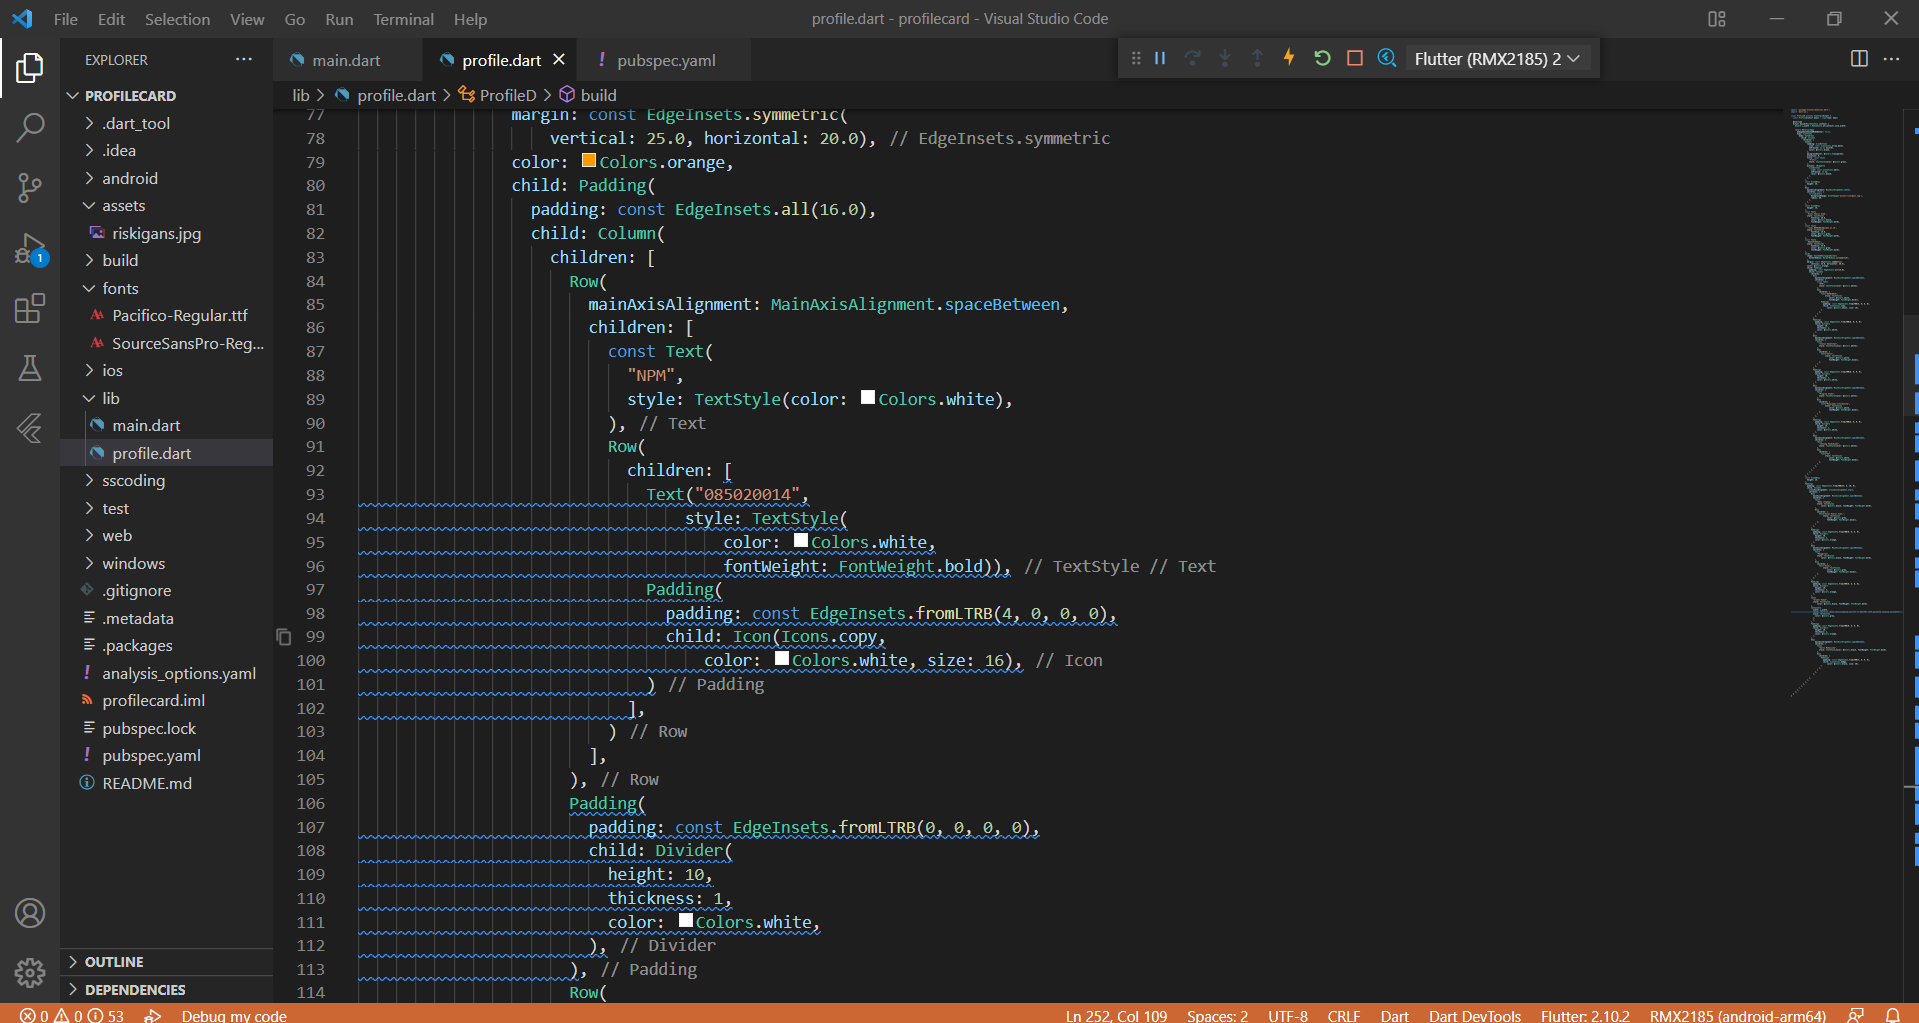 File Edit Selection View Go Run Terminal Help
profile.dart - profilecard - Visual Studio Code
EXPLORER
main.dart
profile.dart
pubspec.yaml
Flutter (RMX2185) 2
PROFILECARD
.dart_tool
.idea
android
assets
riskigans.jpg
build
fonts
Pacifico-Regular.ttf
SourceSansPro-Reg...
ios
lib
main.dart
profile.dart
sscoding
test
web
windows
.gitignore
.metadata
.packages
analysis_options.yaml
profilecard.iml
pubspec.lock
pubspec.yaml
README.md
OUTLINE
DEPENDENCIES
1
lib > profile.dart > ProfileD > build
77 margin: const EdgeInsets.symmetric(
78 vertical: 25.0, horizontal: 20.0), // EdgeInsets.symmetric
79 color: Colors.orange,
80 child: Padding(
81 padding: const EdgeInsets.all(16.0),
82 child: Column(
83 children: [
84 Row(
85 mainAxisAlignment: MainAxisAlignment.spaceBetween,
86 children: [
87 const Text(
88 "NPM",
89 style: TextStyle(color: Colors.white),
90 ), // Text
91 Row(
92 children: [
93 Text("085020014",
94 style: TextStyle(
95 color: Colors.white,
96 fontWeight: FontWeight.bold)), // TextStyle // Text
97 Padding(
98 padding: const EdgeInsets.fromLTRB(4, 0, 0, 0),
99 child: Icon(Icons.copy,
100 color: Colors.white, size: 16), // Icon
101 ) // Padding
102 ],
103 ) // Row
104 ],
105 ), // Row
106 Padding(
107 padding: const EdgeInsets.fromLTRB(0, 0, 0, 0),
108 child: Divider(
109 height: 10,
110 thickness: 1,
111 color: Colors.white,
112 ), // Divider
113 ), // Padding
114 Row(
0 0 53 Debug my code
Ln 252, Col 109 Spaces: 2 UTF-8 CRLF Dart Dart DevTools Flutter: 2.10.2 RMX2185 (android-arm64)